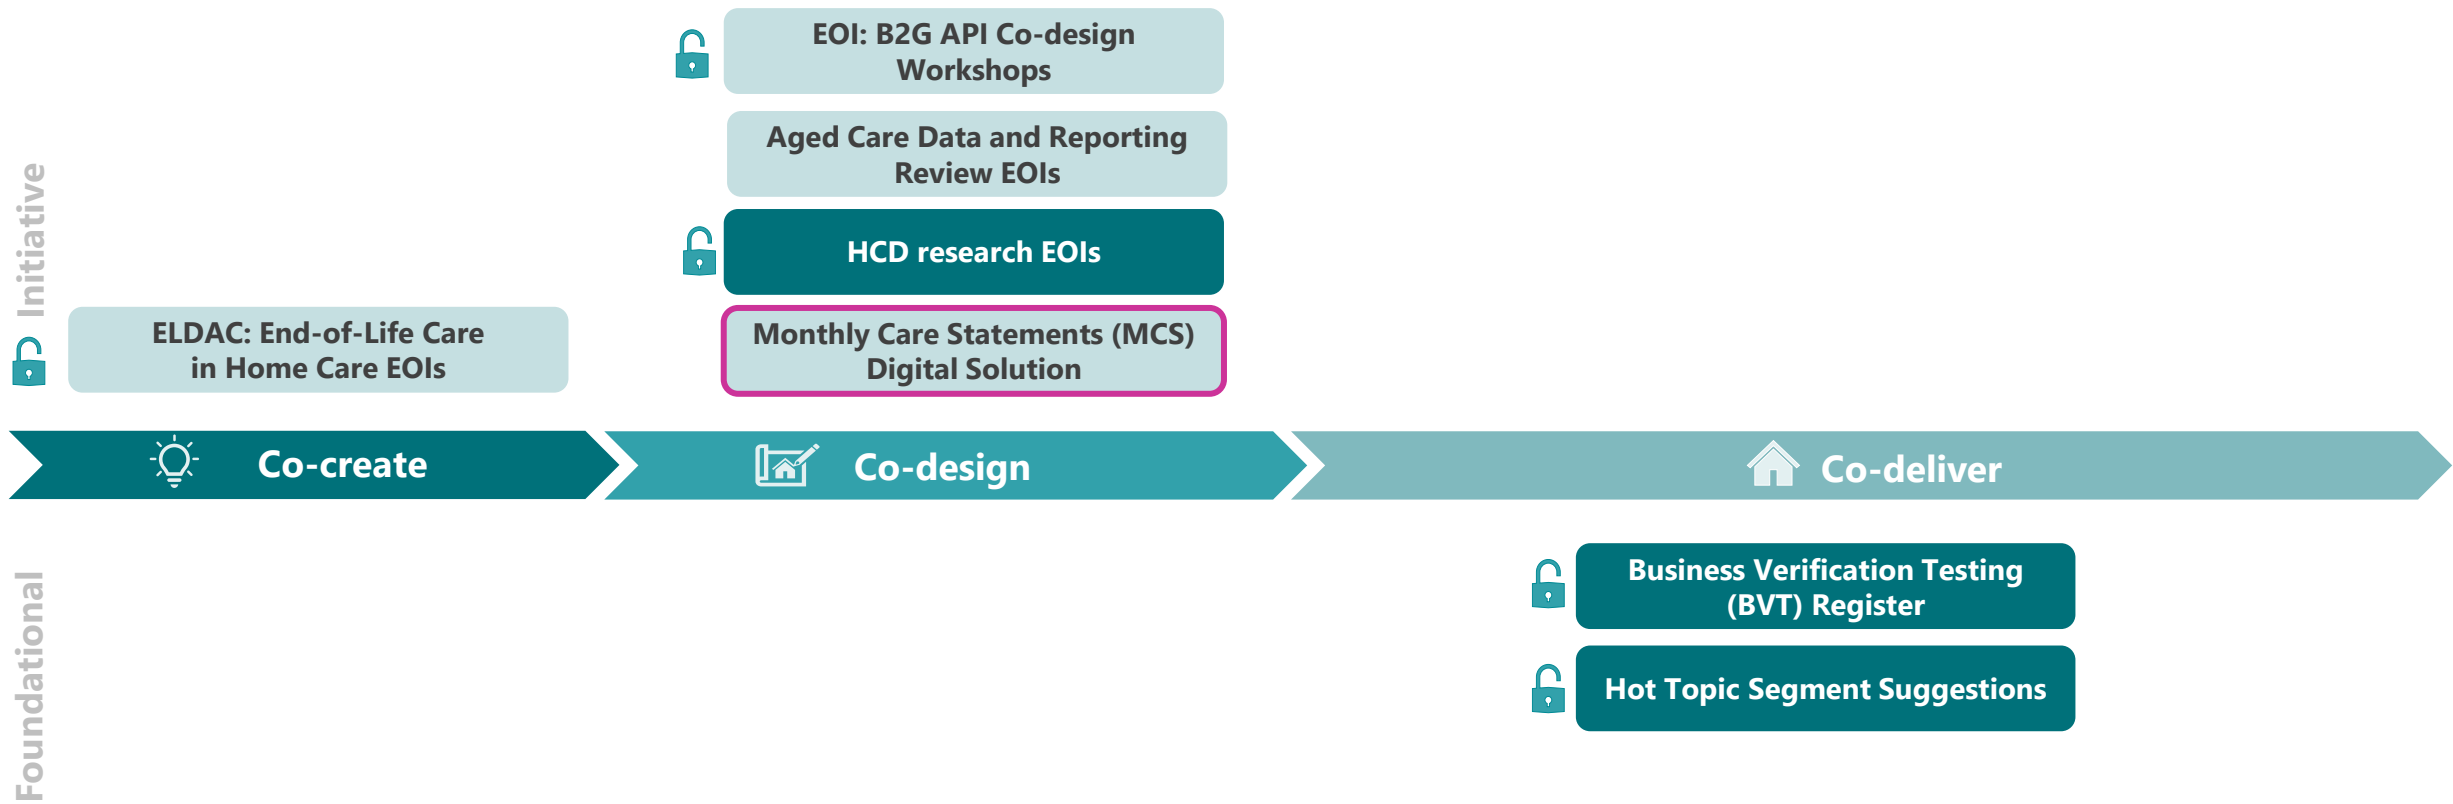 EOI: B2G API Co-design
Workshops
Aged Care Data and Reporting
Review EOIs
HCD research EOIs
Monthly Care Statements (MCS)
Digital Solution
Initiative
ELDAC: End-of-Life Care
in Home Care EOIs
Co-create
Co-design
Co-deliver
Foundational
Business Verification Testing
(BVT) Register
Hot Topic Segment Suggestions